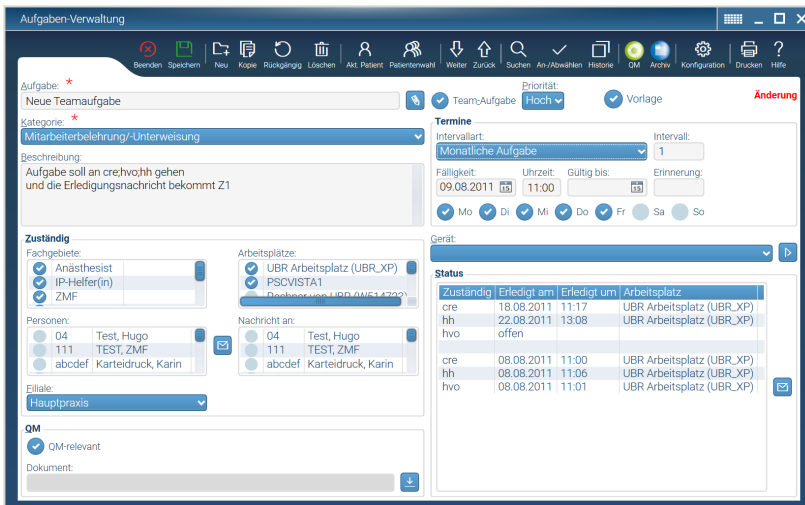 Aufgaben-Verwaltung
Beenden Speichern Neu Kopie Rückgängig Löschen Akt. Patient Patientenwahl Weiter Zurück Suchen An-/Abwählen Historie QM Archiv Konfiguration Drucken Hilfe
Aufgabe: *
Neue Teamaufgabe
Team-Aufgabe
Priorität:
Hoch
Vorlage
Änderung
Kategorie: *
Mitarbeiterbelehrung/-Unterweisung
Beschreibung:
Aufgabe soll an cre;hvo;hh gehen
und die Erledigungsnachricht bekommt Z1
Termine
Intervallart: Intervall:
Monatliche Aufgabe 1
Fälligkeit: Uhrzeit: Gültig bis: Erinnerung:
09.08.2011 15 11:00 15
Mo Di Mi Do Fr Sa So
Zuständig
Fachgebiete:
Anästhesist
IP-Helfer(in)
ZMF
Arbeitsplätze:
UBR Arbeitsplatz (UBR_XP)
PSCVISTA1
Personen:
04 Test, Hugo
111 TEST, ZMF
abcdef Karteidruck, Karin
Nachricht an:
04 Test, Hugo
111 TEST, ZMF
abcdef Karteidruck, Karin
Filiale:
Hauptpraxis
QM
QM-relevant
Dokument:
Gerät:
Status
Zuständig Erledigt am Erledigt um Arbeitsplatz
cre 18.08.2011 11:17 UBR Arbeitsplatz (UBR_XP)
hh 22.08.2011 13:08 UBR Arbeitsplatz (UBR_XP)
hvo offen
cre 08.08.2011 11:00 UBR Arbeitsplatz (UBR_XP)
hh 08.08.2011 11:06 UBR Arbeitsplatz (UBR_XP)
hvo 08.08.2011 11:01 UBR Arbeitsplatz (UBR_XP)